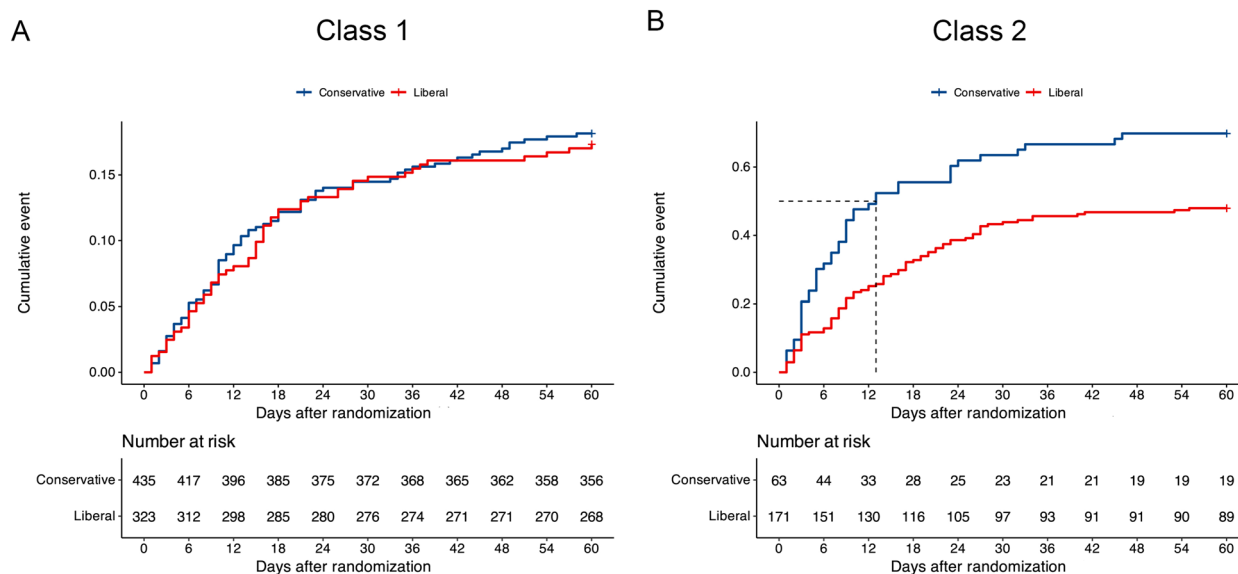 A
Class 1
Conservative Liberal
Cumulative event
0.15
0.10
0.05
0.00
0 6 12 18 24 30 36 42 48 54 60
Days after randomization
Number at risk
Conservative 435 417 396 385 375 372 368 365 362 358 356
Liberal 323 312 298 285 280 276 274 271 271 270 268
0 6 12 18 24 30 36 42 48 54 60
Days after randomization
B
Class 2
Conservative Liberal
Cumulative event
0.6
0.4
0.2
0.0
0 6 12 18 24 30 36 42 48 54 60
Days after randomization
Number at risk
Conservative 63 44 33 28 25 23 21 21 19 19 19
Liberal 171 151 130 116 105 97 93 91 91 90 89
0 6 12 18 24 30 36 42 48 54 60
Days after randomization